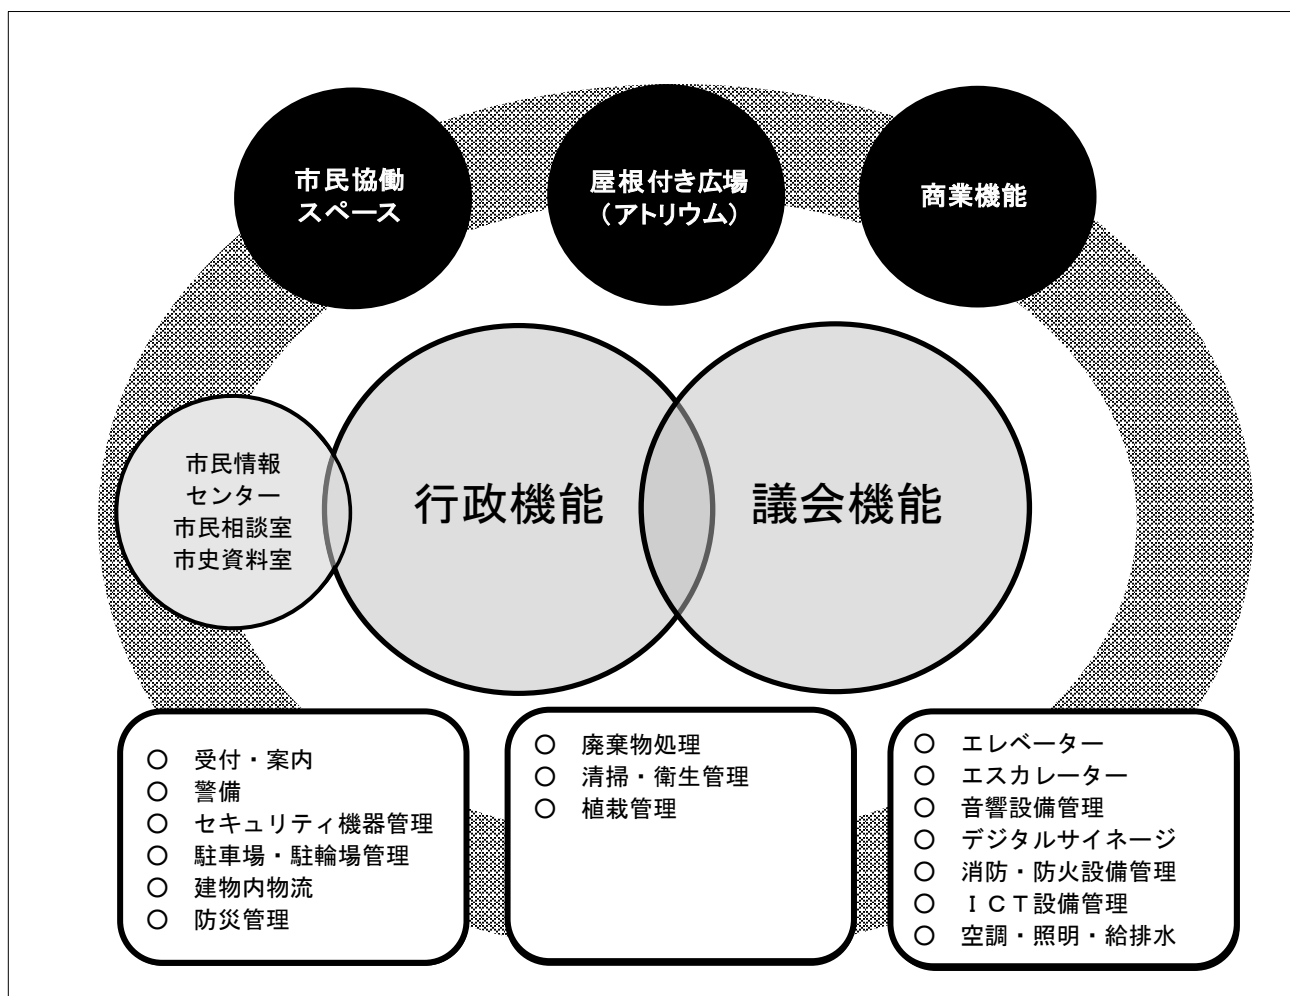 市民協働
スペース
屋根付き広場
(アトリウム)
商業機能
市民情報
センター
市民相談室
市史資料室
行政機能
議会機能
○ 受付・案内
○ 警備
○ セキュリティ機器管理
○ 駐車場・駐輪場管理
○ 建物内物流
○ 防災管理
○ 廃棄物処理
○ 清掃・衛生管理
○ 植栽管理
○ エレベーター
○ エスカレーター
○ 音響設備管理
○ デジタルサイネージ
○ 消防・防火設備管理
○ ICT設備管理
○ 空調・照明・給排水